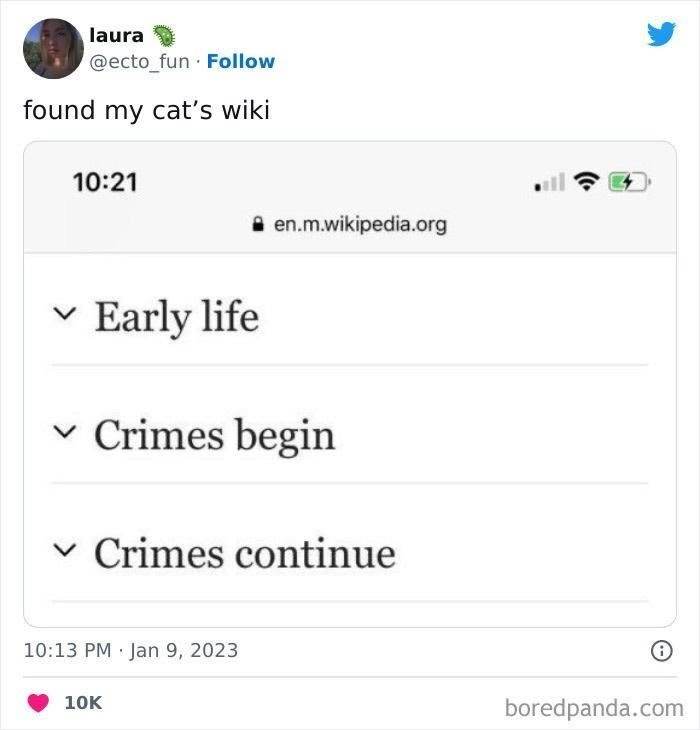 laura
@ecto_fun · Follow
found my cat’s wiki
10:21
en.m.wikipedia.org
Early life
Crimes begin
Crimes continue
10:13 PM · Jan 9, 2023
10K
boredpanda.com